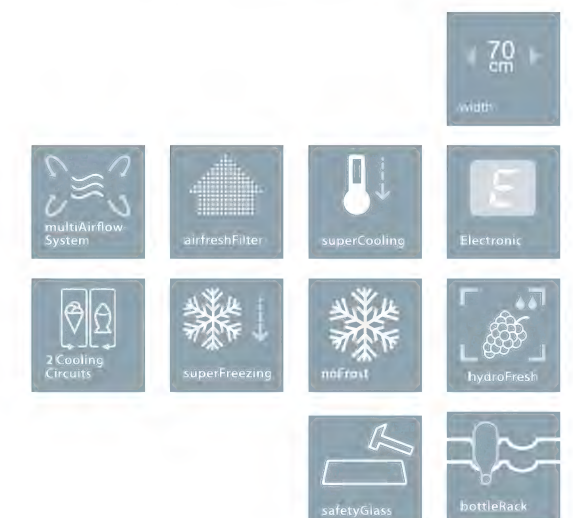 70
cm
width
multiAirflow
System
airfreshFilter
superCooling
E
Electronic
2 Cooling
Circuits
superFreezing
noFrost
hydroFresh
safetyGlass
bottleRack